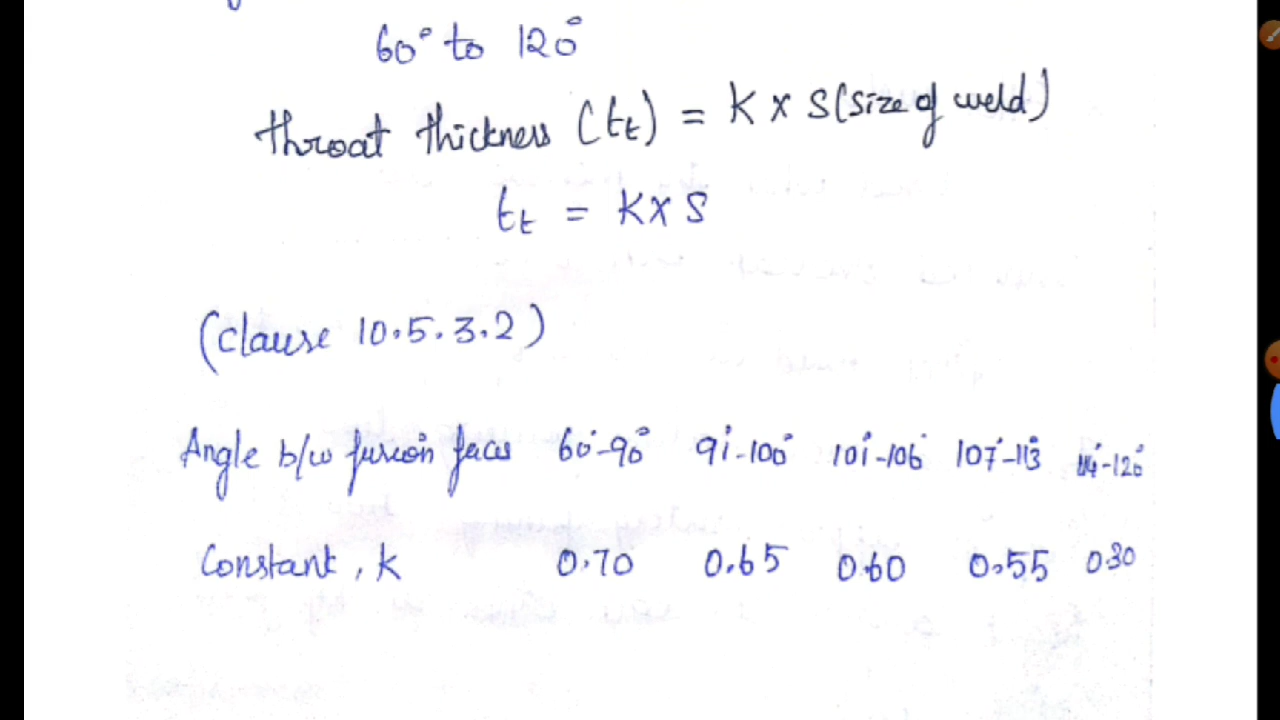 60° to 120°
throat thickness (tt) = K x S(size of weld)
tt = K x S
(clause 10.5.3.2)
Angle b/w fusion faces 60°-90° 91°-100° 101°-106° 107°-113° 114°-120°
Constant, K 0.70 0.65 0.60 0.55 0.30